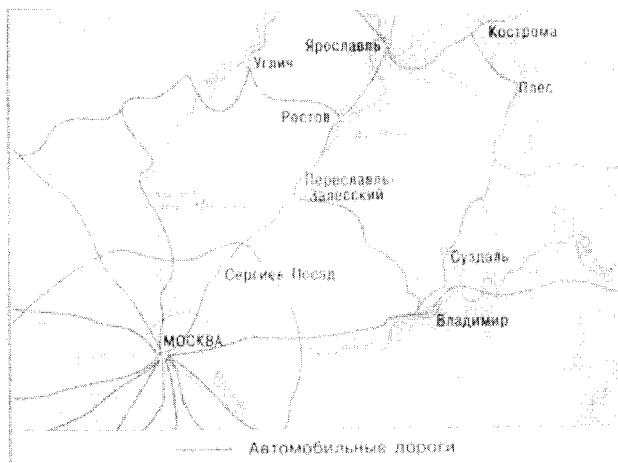 Кострома
Ярославль
Углич
Плес
Ростов
Переславль-
Залесский
Суздаль
Сергиев Посад
Владимир
МОСКВА
Автомобильные дороги